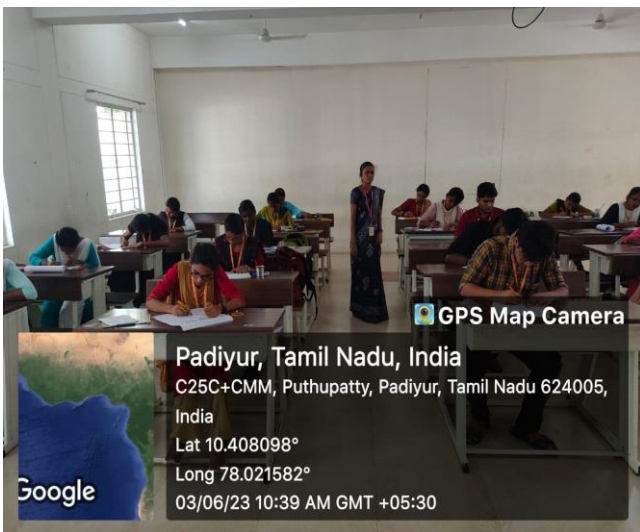 GPS Map Camera
Padiyur, Tamil Nadu, India
C25C+CMM, Puthupatty, Padiyur, Tamil Nadu 624005,
India
Lat 10.408098°
Long 78.021582°
03/06/23 10:39 AM GMT +05:30
Google